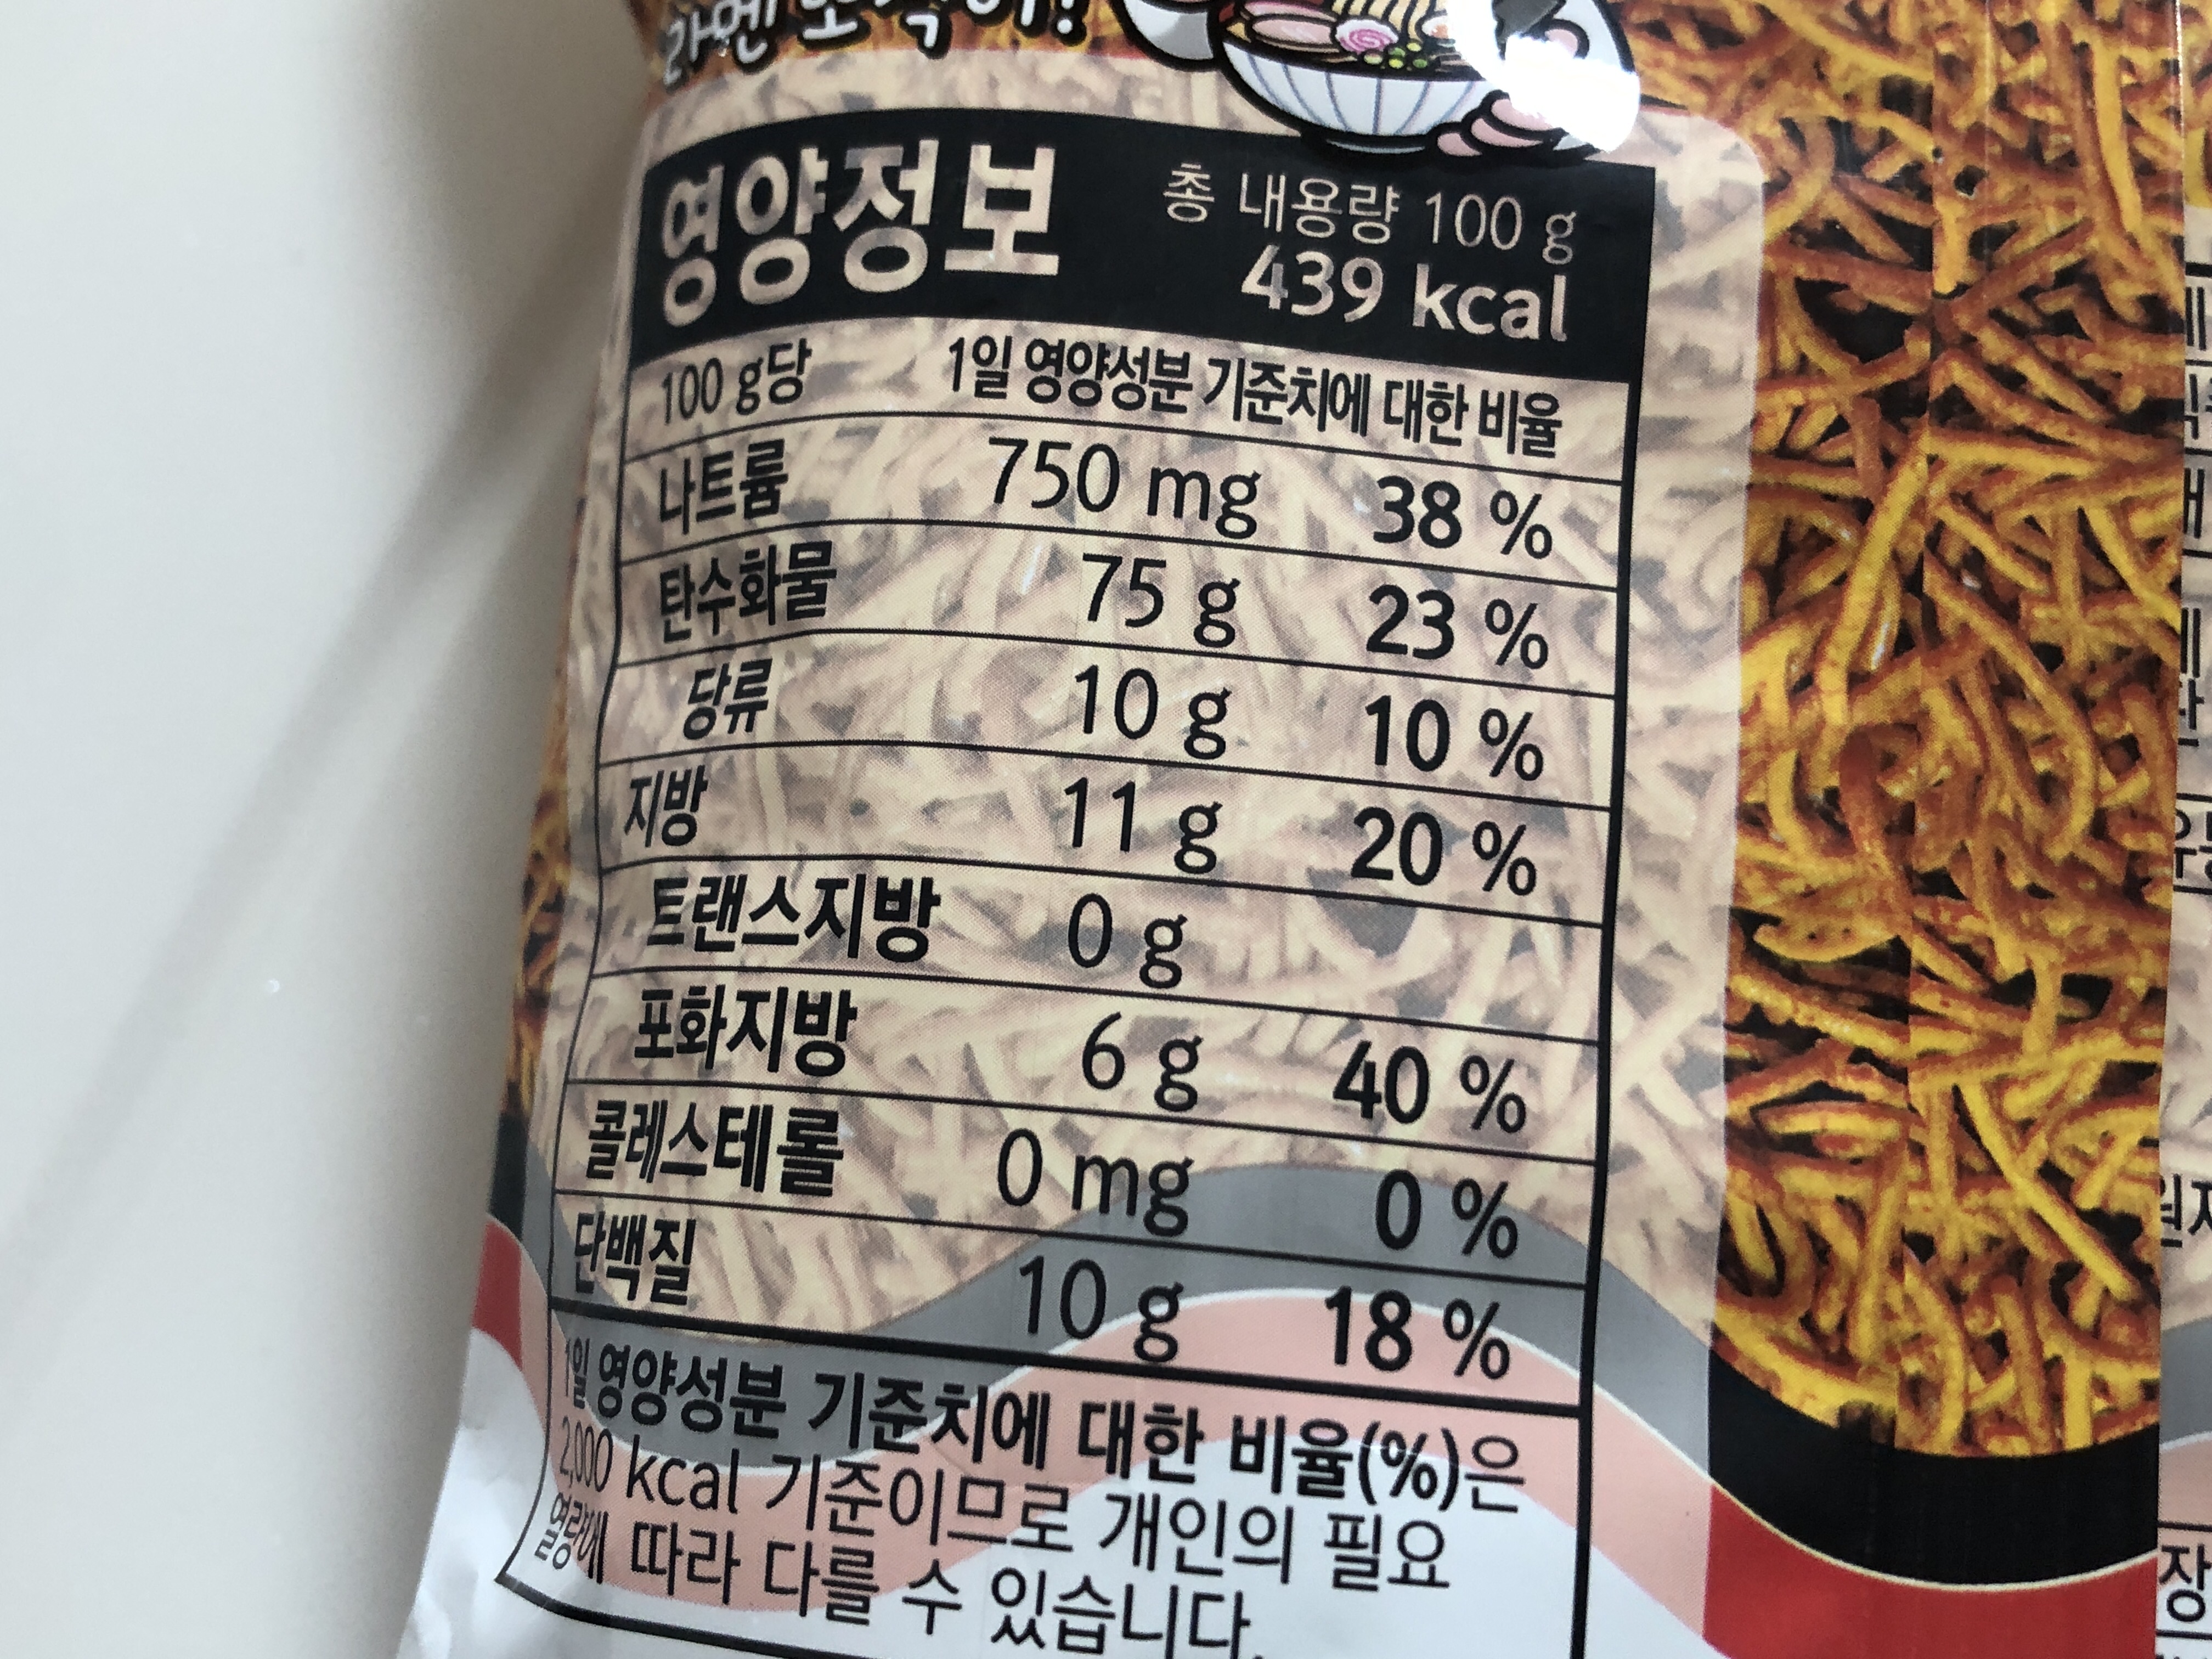 영양정보
총 내용량 100 g
439 kcal
100 g당 1일 영양성분 기준치에 대한 비율
나트륨 750 mg 38 %
탄수화물 75 g 23 %
당류 10 g 10 %
지방 11 g 20 %
트랜스지방 0 g
포화지방 6 g 40 %
콜레스테롤 0 mg 0 %
단백질 10 g 18 %
1일 영양성분 기준치에 대한 비율(%)은
2,000 kcal 기준이므로 개인의 필요
열량에 따라 다를 수 있습니다.